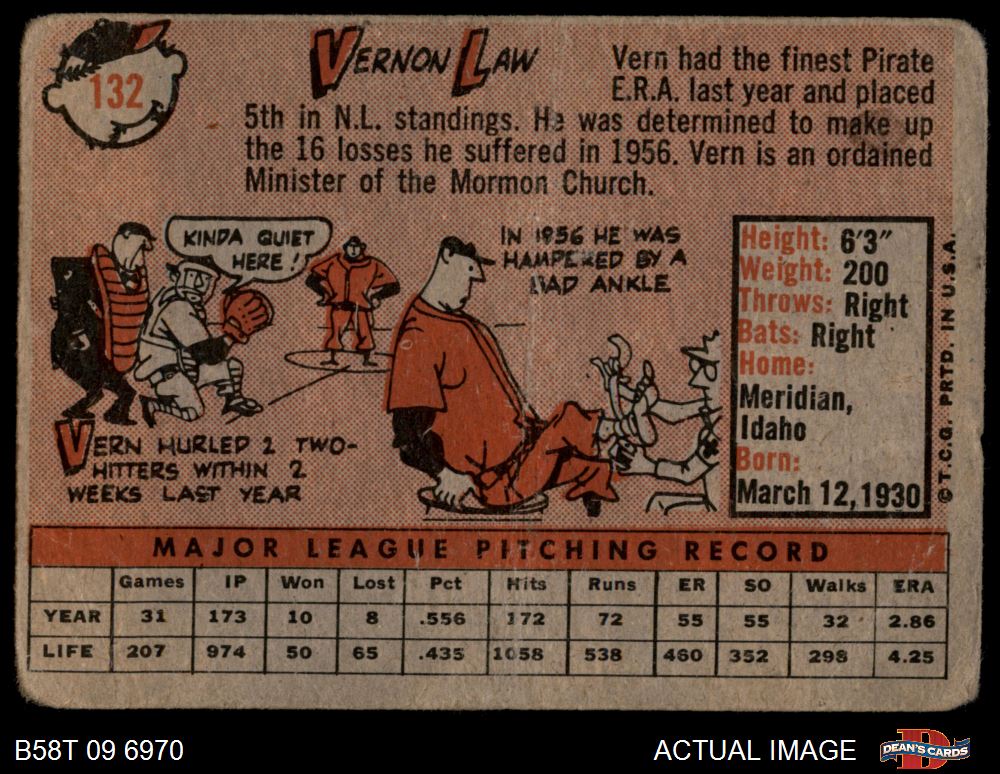 132
VERNON LAW
Vern had the finest Pirate
E.R.A. last year and placed
5th in N.L. standings. He was determined to make up
the 16 losses he suffered in 1956. Vern is an ordained
Minister of the Mormon Church.
KINDA QUIET
HERE!
VERN HURLED 2 TWO-
HITTERS WITHIN 2
WEEKS LAST YEAR
IN 1956 HE WAS
HAMPERED BY A
BAD ANKLE
Height: 6'3"
Weight: 200
Throws: Right
Bats: Right
Home:
Meridian,
Idaho
Born:
March 12, 1930
© T.C.G. PRTD. IN U.S.A.
MAJOR LEAGUE PITCHING RECORD
Games IP Won Lost Pct Hits Runs ER SO Walks ERA
YEAR 31 173 10 8 .556 172 72 55 55 32 2.86
LIFE 207 974 50 65 .435 1058 538 460 352 298 4.25
B58T 09 6970
ACTUAL IMAGE
DEAN'S CARDS